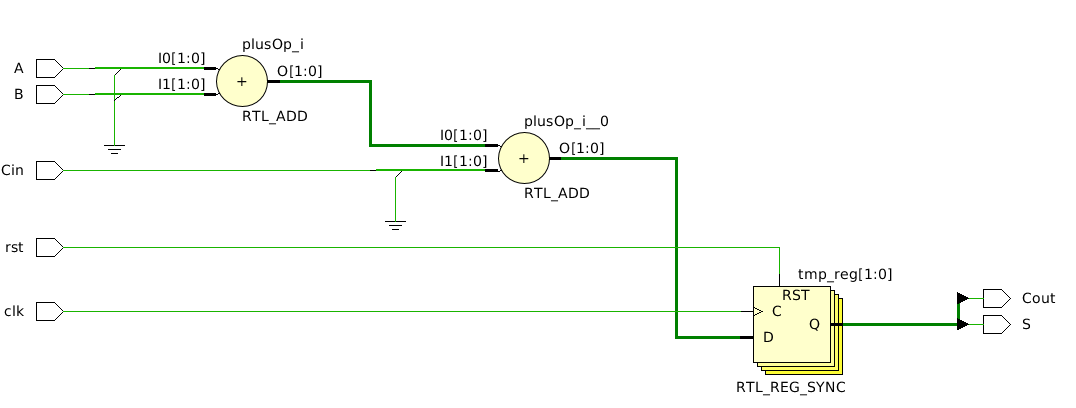 plusOp_i
A
I0[1:0]
O[1:0]
B
I1[1:0]
+
RTL_ADD
plusOp_i__0
I0[1:0]
O[1:0]
Cin
I1[1:0]
+
RTL_ADD
rst
tmp_reg[1:0]
RST
Cout
clk
C
Q
S
D
RTL_REG_SYNC